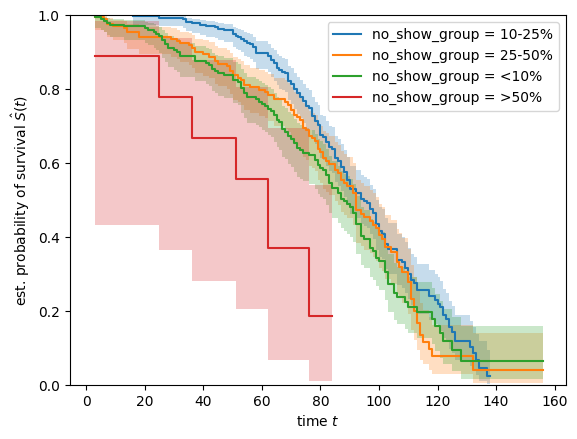 1.0
0.8
0.6
0.4
0.2
0.0
est. probability of survival Ŝ(t)
no_show_group = 10-25%
no_show_group = 25-50%
no_show_group = <10%
no_show_group = >50%
0 20 40 60 80 100 120 140 160
time t